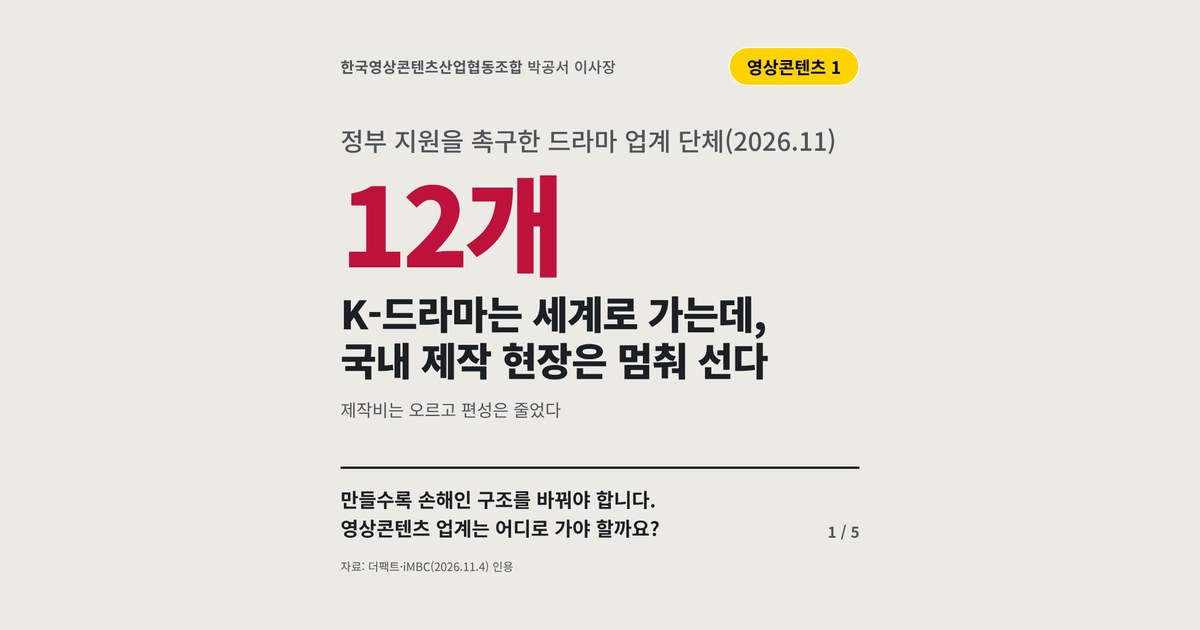 한국영상콘텐츠산업협동조합 박공서 이사장
영상콘텐츠 1
정부 지원을 촉구한 드라마 업계 단체(2026.11)
12개
K-드라마는 세계로 가는데,
국내 제작 현장은 멈춰 선다
제작비는 오르고 편성은 줄었다
만들수록 손해인 구조를 바꿔야 합니다.
영상콘텐츠 업계는 어디로 가야 할까요?
1 / 5
자료: 더팩트·iMBC(2026.11.4) 인용